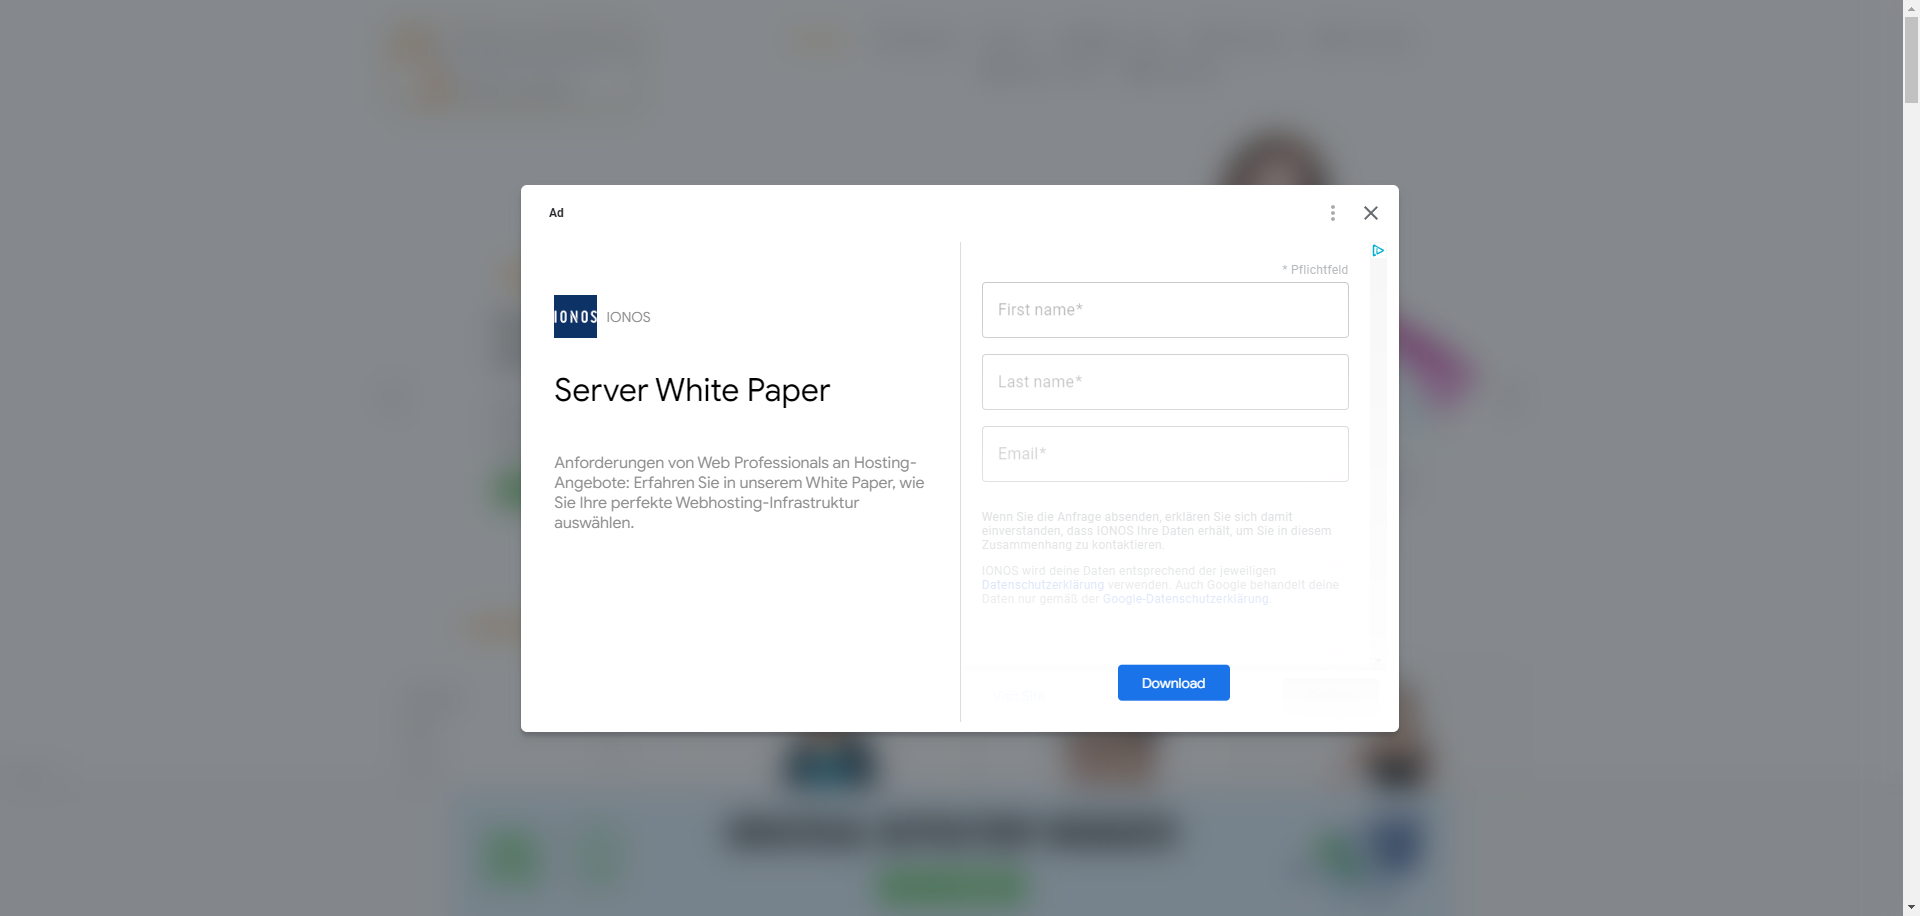 Ad
IONOS IONOS
Server White Paper
Anforderungen von Web Professionals an Hosting-
Angebote: Erfahren Sie in unserem White Paper, wie
Sie Ihre perfekte Webhosting-Infrastruktur
auswählen.
* Pflichtfeld
First name*
Last name*
Email*
Wenn Sie die Anfrage absenden, erklären Sie sich damit
einverstanden, dass IONOS Ihre Daten erhält, um Sie in diesem
Zusammenhang zu kontaktieren.
IONOS wird deine Daten entsprechend der jeweiligen
Datenschutzerklärung verwenden. Auch Google behandelt deine
Daten nur gemäß der Google-Datenschutzerklärung.
Download